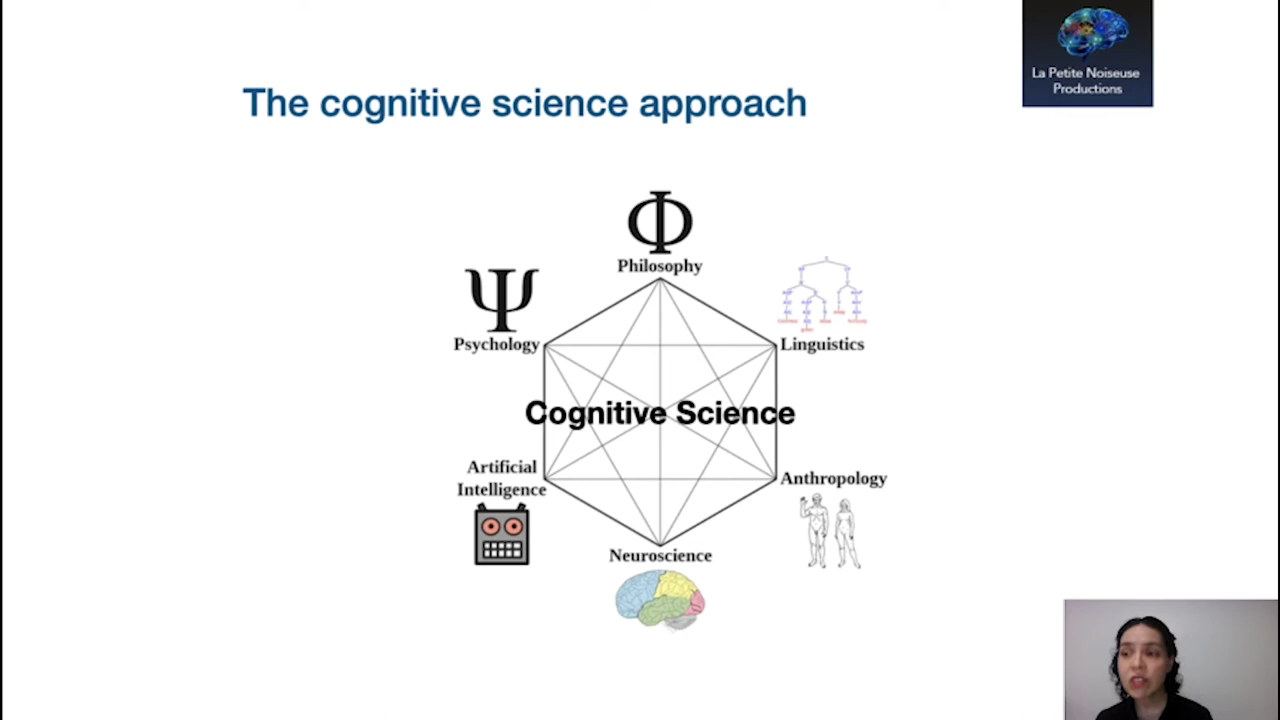 La Petite Noiseuse
Productions
The cognitive science approach
Φ
Philosophy
Ψ
Psychology
Linguistics
Cognitive Science
Artificial
Intelligence
Anthropology
Neuroscience